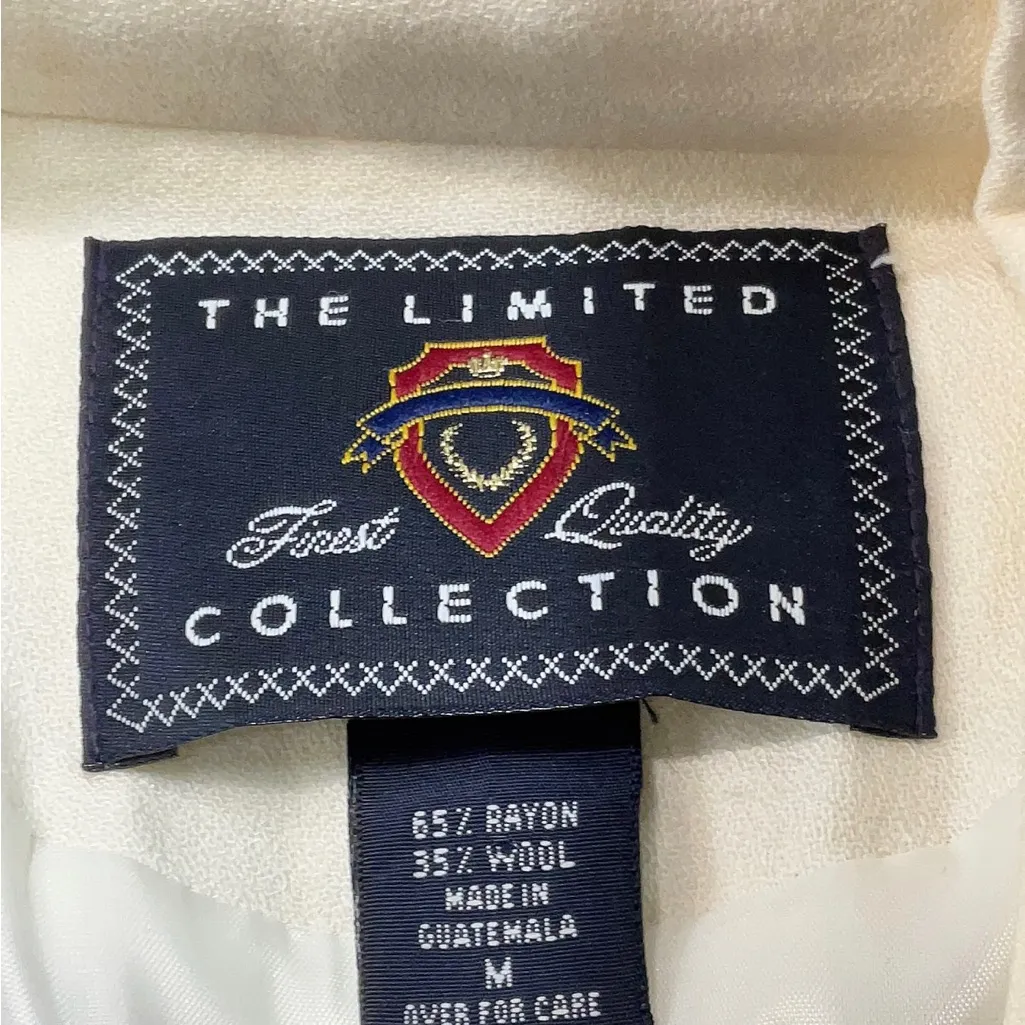 THE LIMITED
Finest Quality
COLLECTION
65% RAYON
35% WOOL
MADE IN
GUATEMALA
M
OVER FOR CARE